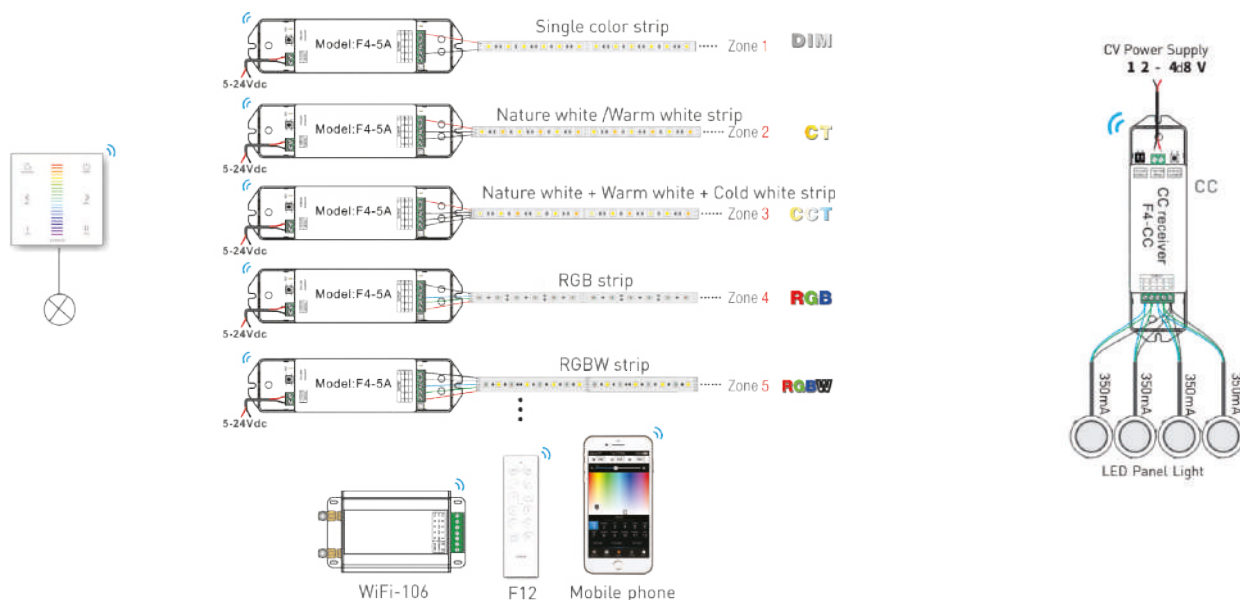 Single color strip
Model:F4-5A
Zone 1
DIM
5-24Vdc
Nature white /Warm white strip
Model:F4-5A
Zone 2
CT
5-24Vdc
Nature white + Warm white + Cold white strip
Model:F4-5A
Zone 3
CCT
5-24Vdc
RGB strip
Model:F4-5A
Zone 4
RGB
5-24Vdc
RGBW strip
Model:F4-5A
Zone 5
RGBW
5-24Vdc
WiFi-106
F12
Mobile phone
CV Power Supply
12-48V
CC
CC receiver
F4-CC
350mA
350mA
350mA
350mA
LED Panel Light